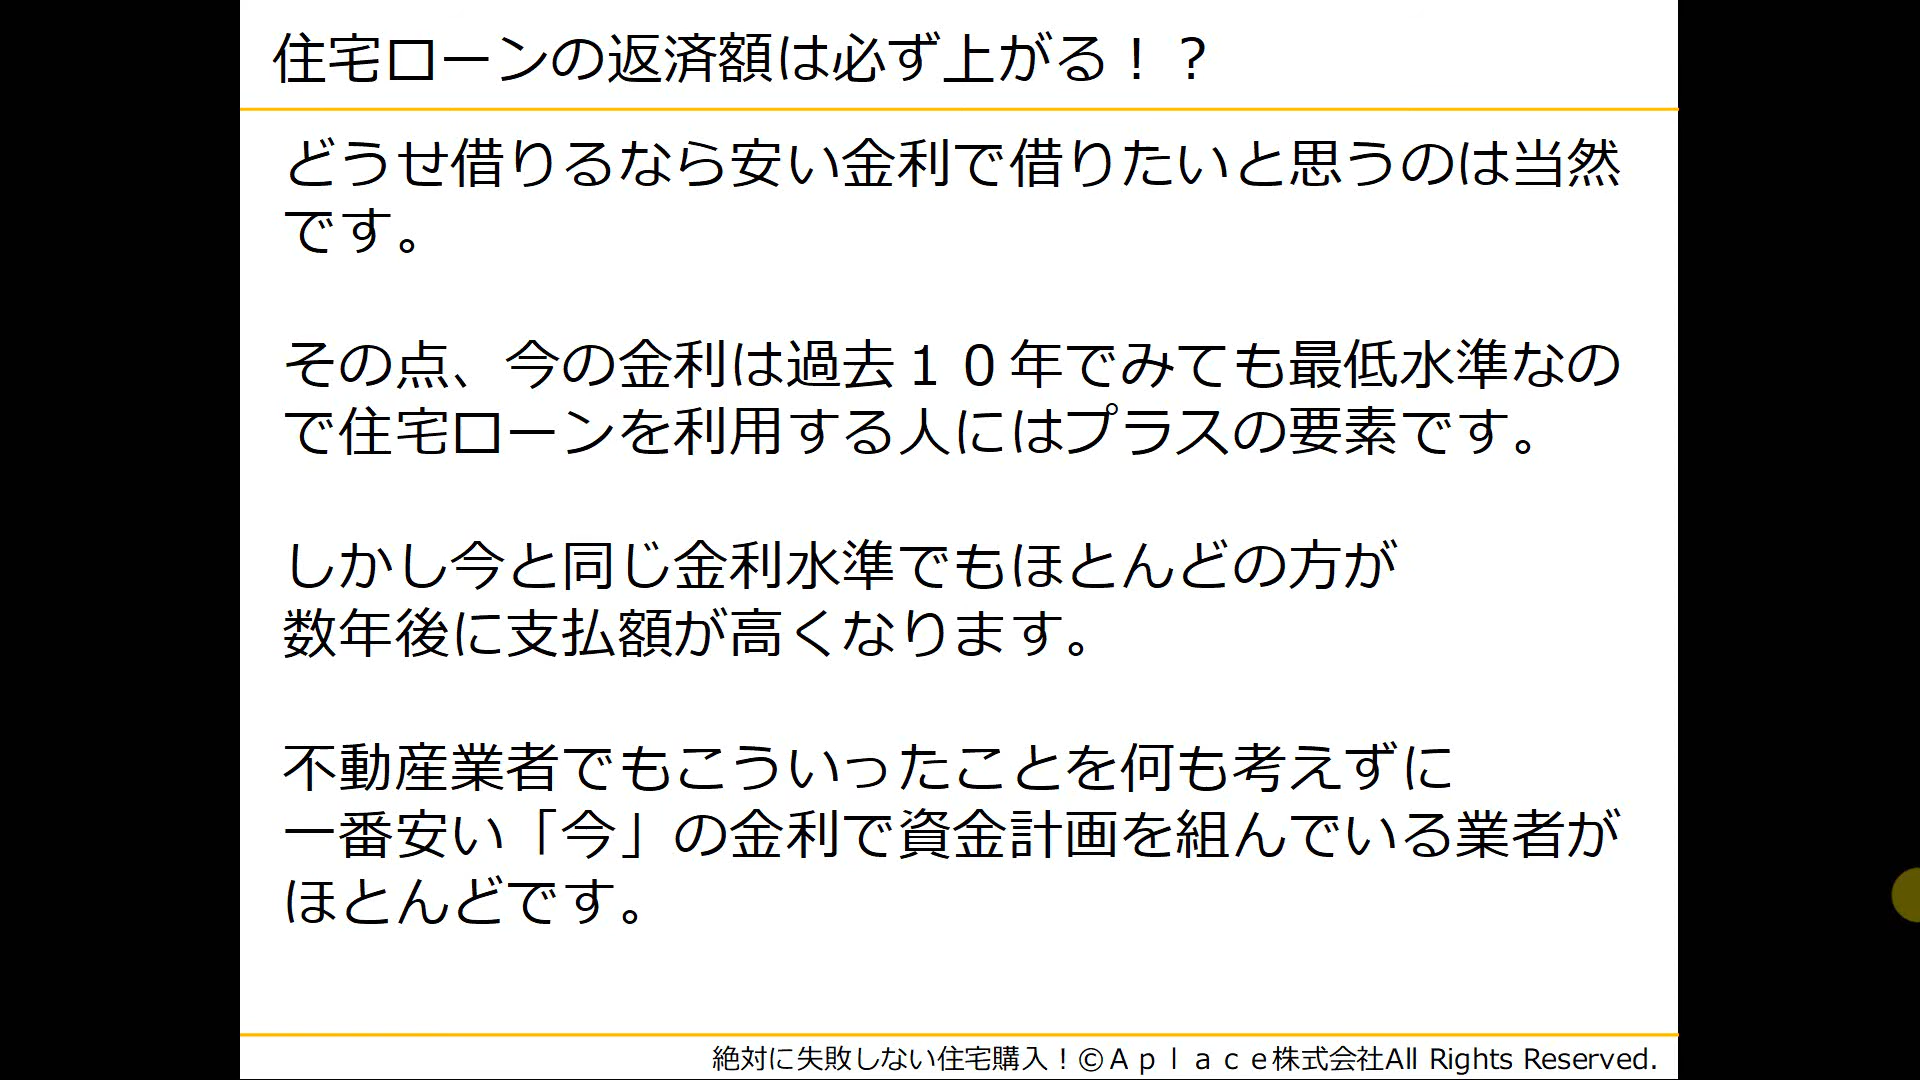 住宅ローンの返済額は必ず上がる！？
どうせ借りるなら安い金利で借りたいと思うのは当然
です。
その点、今の金利は過去１０年でみても最低水準なの
で住宅ローンを利用する人にはプラスの要素です。
しかし今と同じ金利水準でもほとんどの方が
数年後に支払額が高くなります。
不動産業者でもこういったことを何も考えずに
一番安い「今」の金利で資金計画を組んでいる業者が
ほとんどです。
絶対に失敗しない住宅購入！©Ａｐｌａｃｅ株式会社All Rights Reserved.